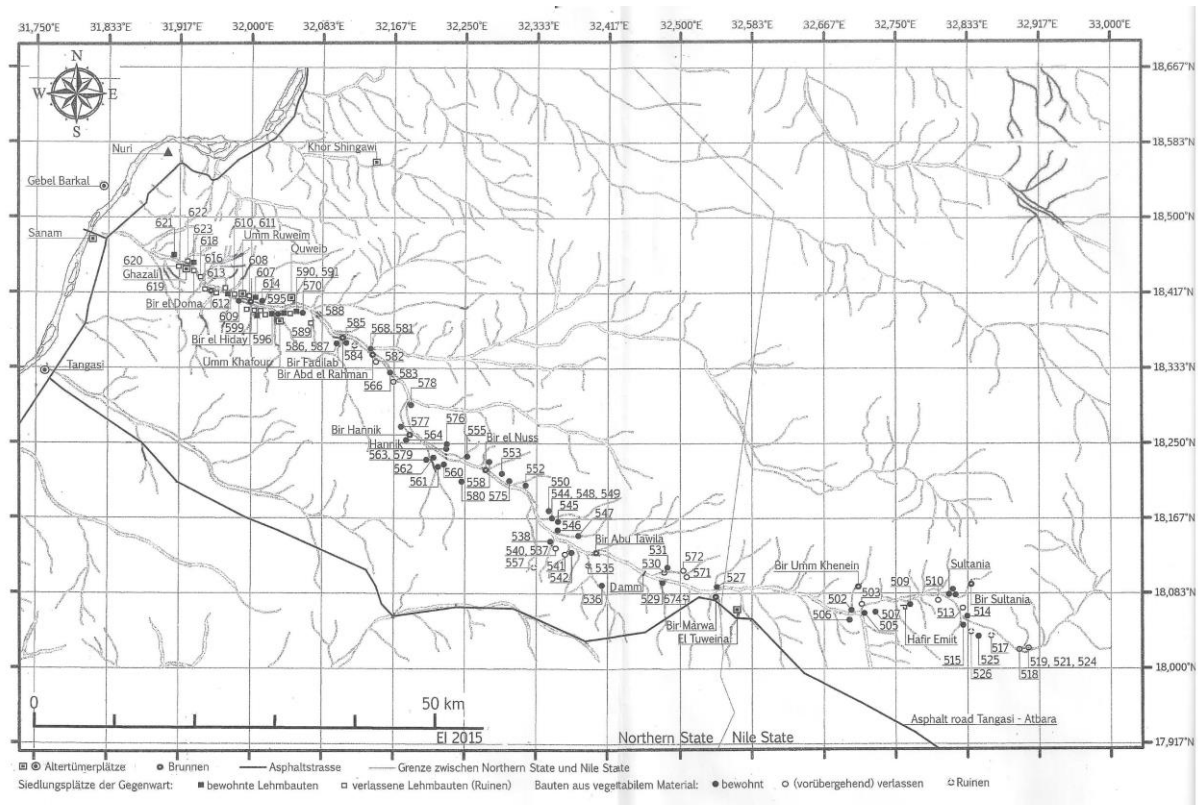 31,750°E 31,833°E 31,917°E 32,000°E 32,083°E 32,167°E 32,250°E 32,333°E 32,417°E 32,500°E 32,583°E 32,667°E 32,750°E 32,833°E 32,917°E 33,000°E
N
W E
S
18,667°N
18,583°N
18,500°N
18,417°N
18,333°N
18,250°N
18,167°N
18,083°N
18,000°N
17,917°N
Nuri
Khor Shingawi
Gebel Barkal
Sanam
622
621
623
618
610, 611
Umm Ruweim
Quweib
620
616
608
590, 591
Ghazali
613
607
570
619
614
Bir el Doma
595
588
612
609
585
568, 581
599
589
Bir el Hiday
596
586, 587
584
582
Umm Khafour
Bir Fadilab
Bir Abd el Rahman
583
566
Tangasi
578
577
576
Bir Hannik
564
555
Bir el Nuss
Hannik
563, 579
553
562
560
558
552
561
580
575
550
544, 548, 549
545
547
546
538
Bir Abu Tawila
540, 537
531
572
557
541
535
530
571
542
Damm
527
536
529
574
Bir Marwa
El Tuweina
Bir Umm Khenein
509
510
Sultania
502
503
Bir Sultania
506
507
513
514
505
Hafir Emiit
517
515
525
519, 521, 524
526
518
0 50 km
EI 2015
Northern State Nile State
Asphalt road Tangasi - Atbara
Altertümerplätze Brunnen Asphaltstrasse Grenze zwischen Northern State und Nile State
Siedlungsplätze der Gegenwart: bewohnte Lehmbauten verlassene Lehmbauten (Ruinen) Bauten aus vegetabilem Material: bewohnt (vorübergehend) verlassen Ruinen